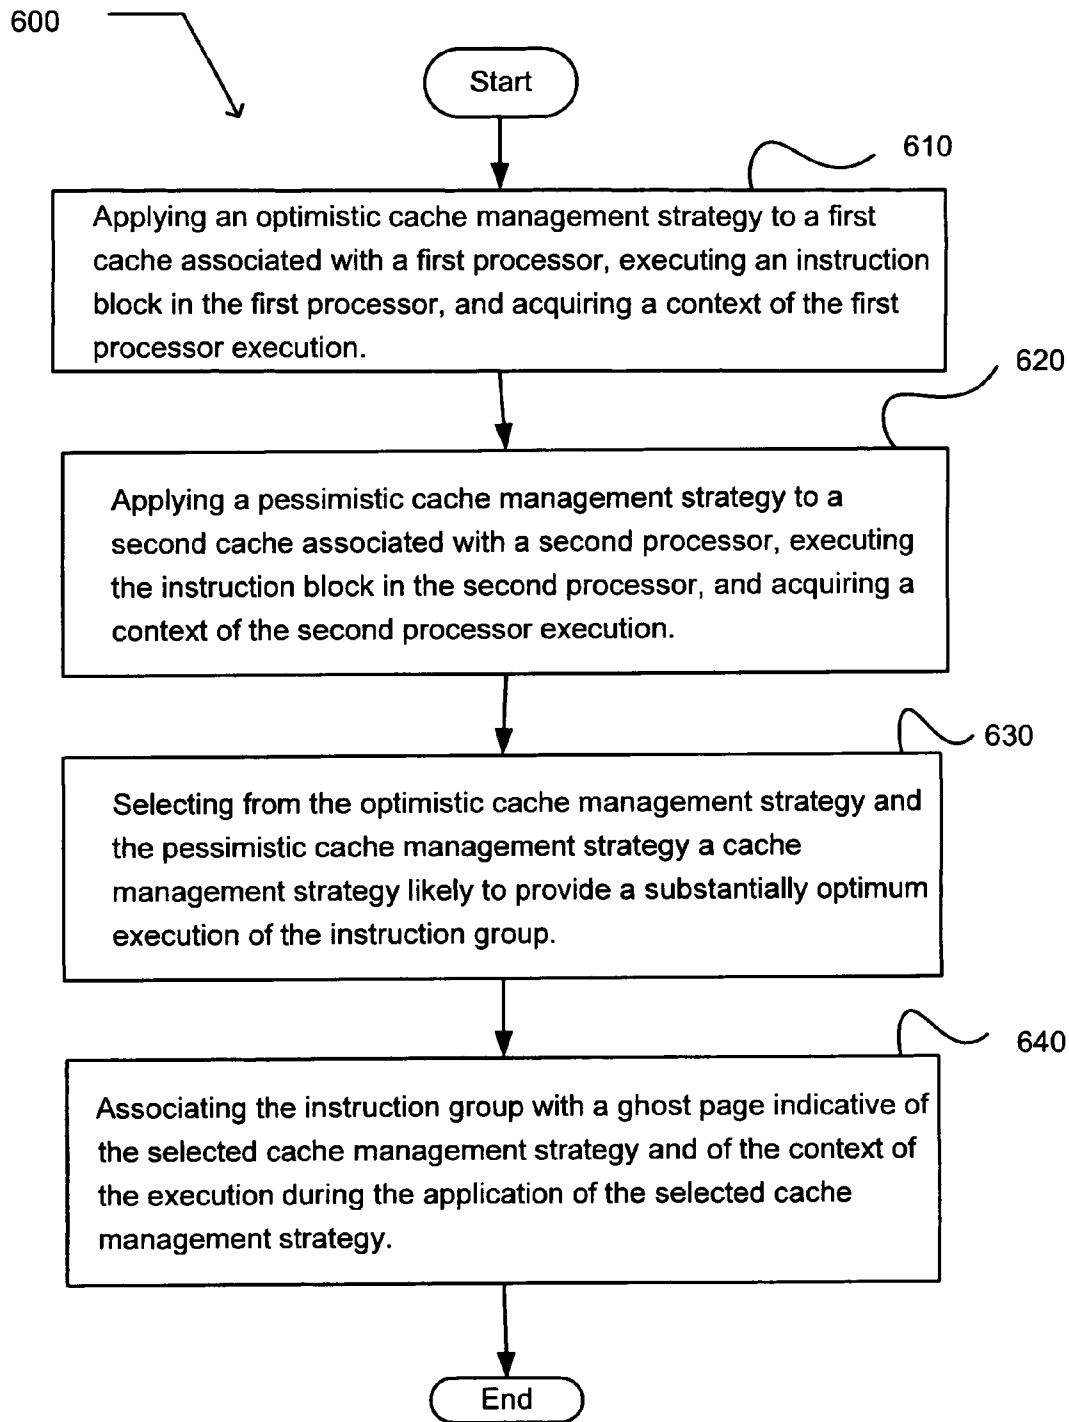 600
Start
610
Applying an optimistic cache management strategy to a first
cache associated with a first processor, executing an instruction
block in the first processor, and acquiring a context of the first
processor execution.
620
Applying a pessimistic cache management strategy to a
second cache associated with a second processor, executing
the instruction block in the second processor, and acquiring a
context of the second processor execution.
630
Selecting from the optimistic cache management strategy and
the pessimistic cache management strategy a cache
management strategy likely to provide a substantially optimum
execution of the instruction group.
640
Associating the instruction group with a ghost page indicative of
the selected cache management strategy and of the context of
the execution during the application of the selected cache
management strategy.
End